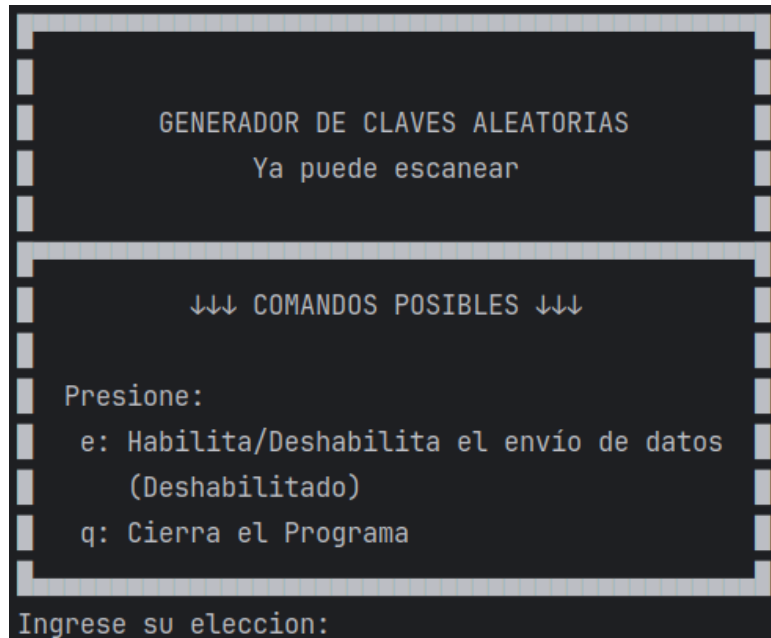 GENERADOR DE CLAVES ALEATORIAS
Ya puede escanear
↓↓↓ COMANDOS POSIBLES ↓↓↓
Presione:
e: Habilita/Deshabilita el envío de datos
(Deshabilitado)
q: Cierra el Programa
Ingrese su eleccion: